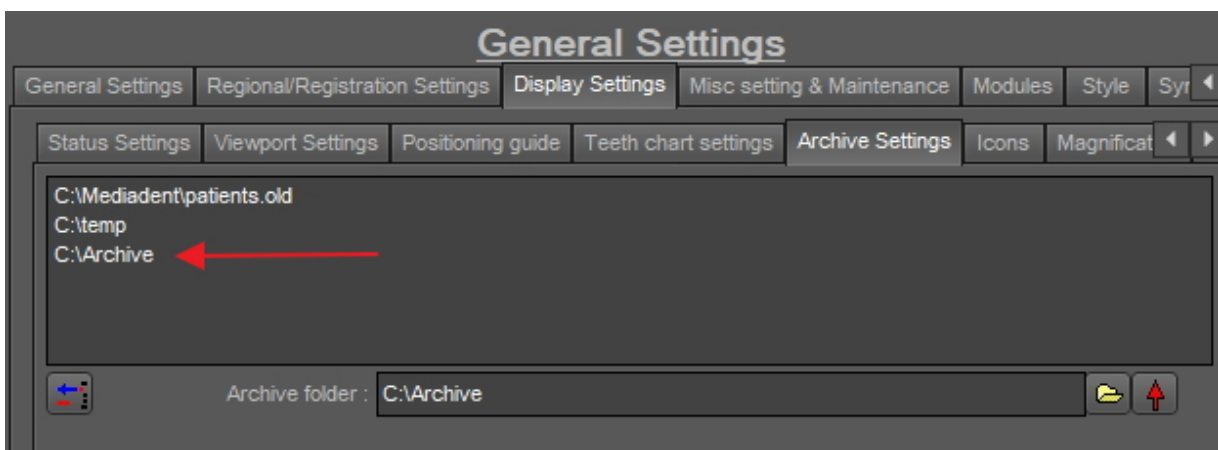 General Settings
General Settings Regional/Registration Settings Display Settings Misc setting & Maintenance Modules Style
Status Settings Viewport Settings Positioning guide Teeth chart settings Archive Settings Icons
C:\Mediadent\patients.old
C:\temp
C:\Archive
Archive folder : C:\Archive